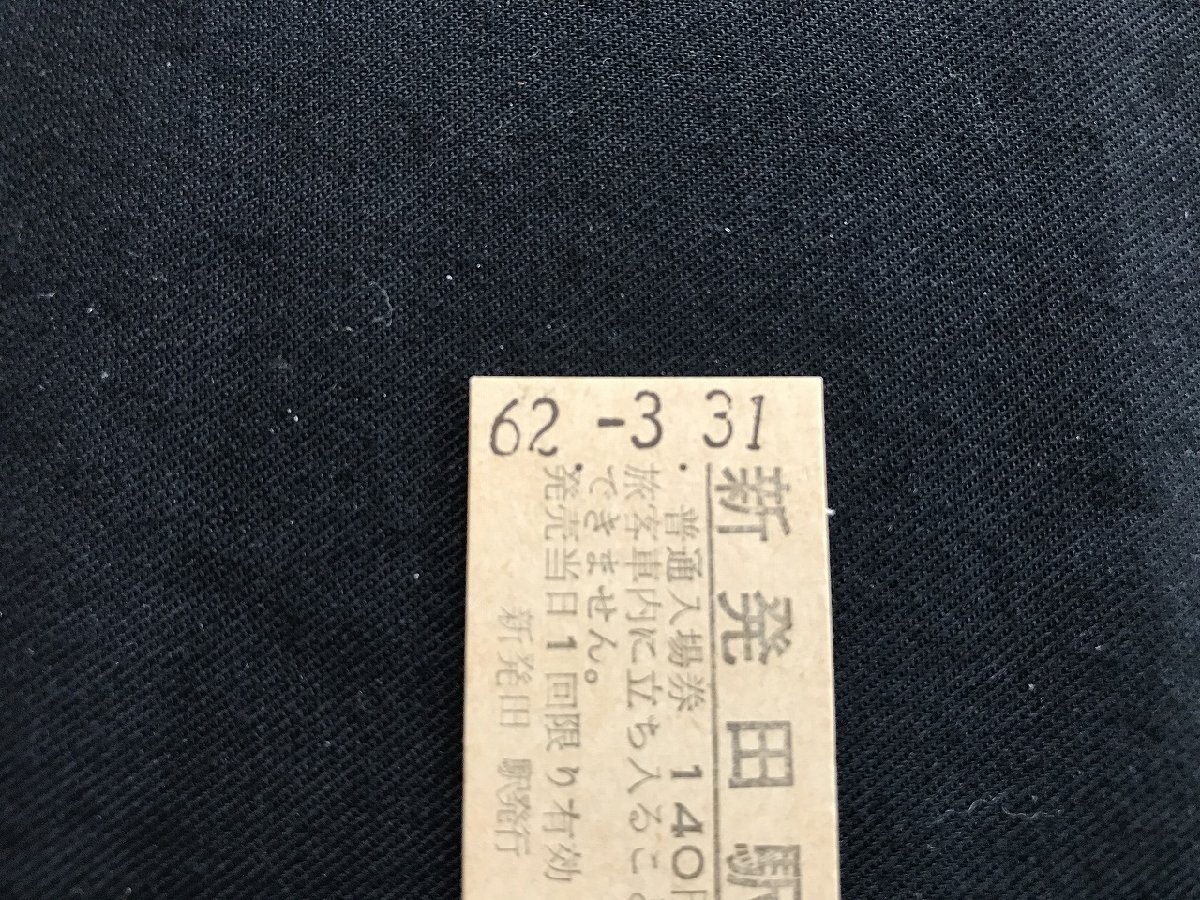 62. -3. 31
新発田駅
普通入場券 140
旅客車内に立ち入るこ
できません。
発売当日1回限り有効
新発田 駅発行